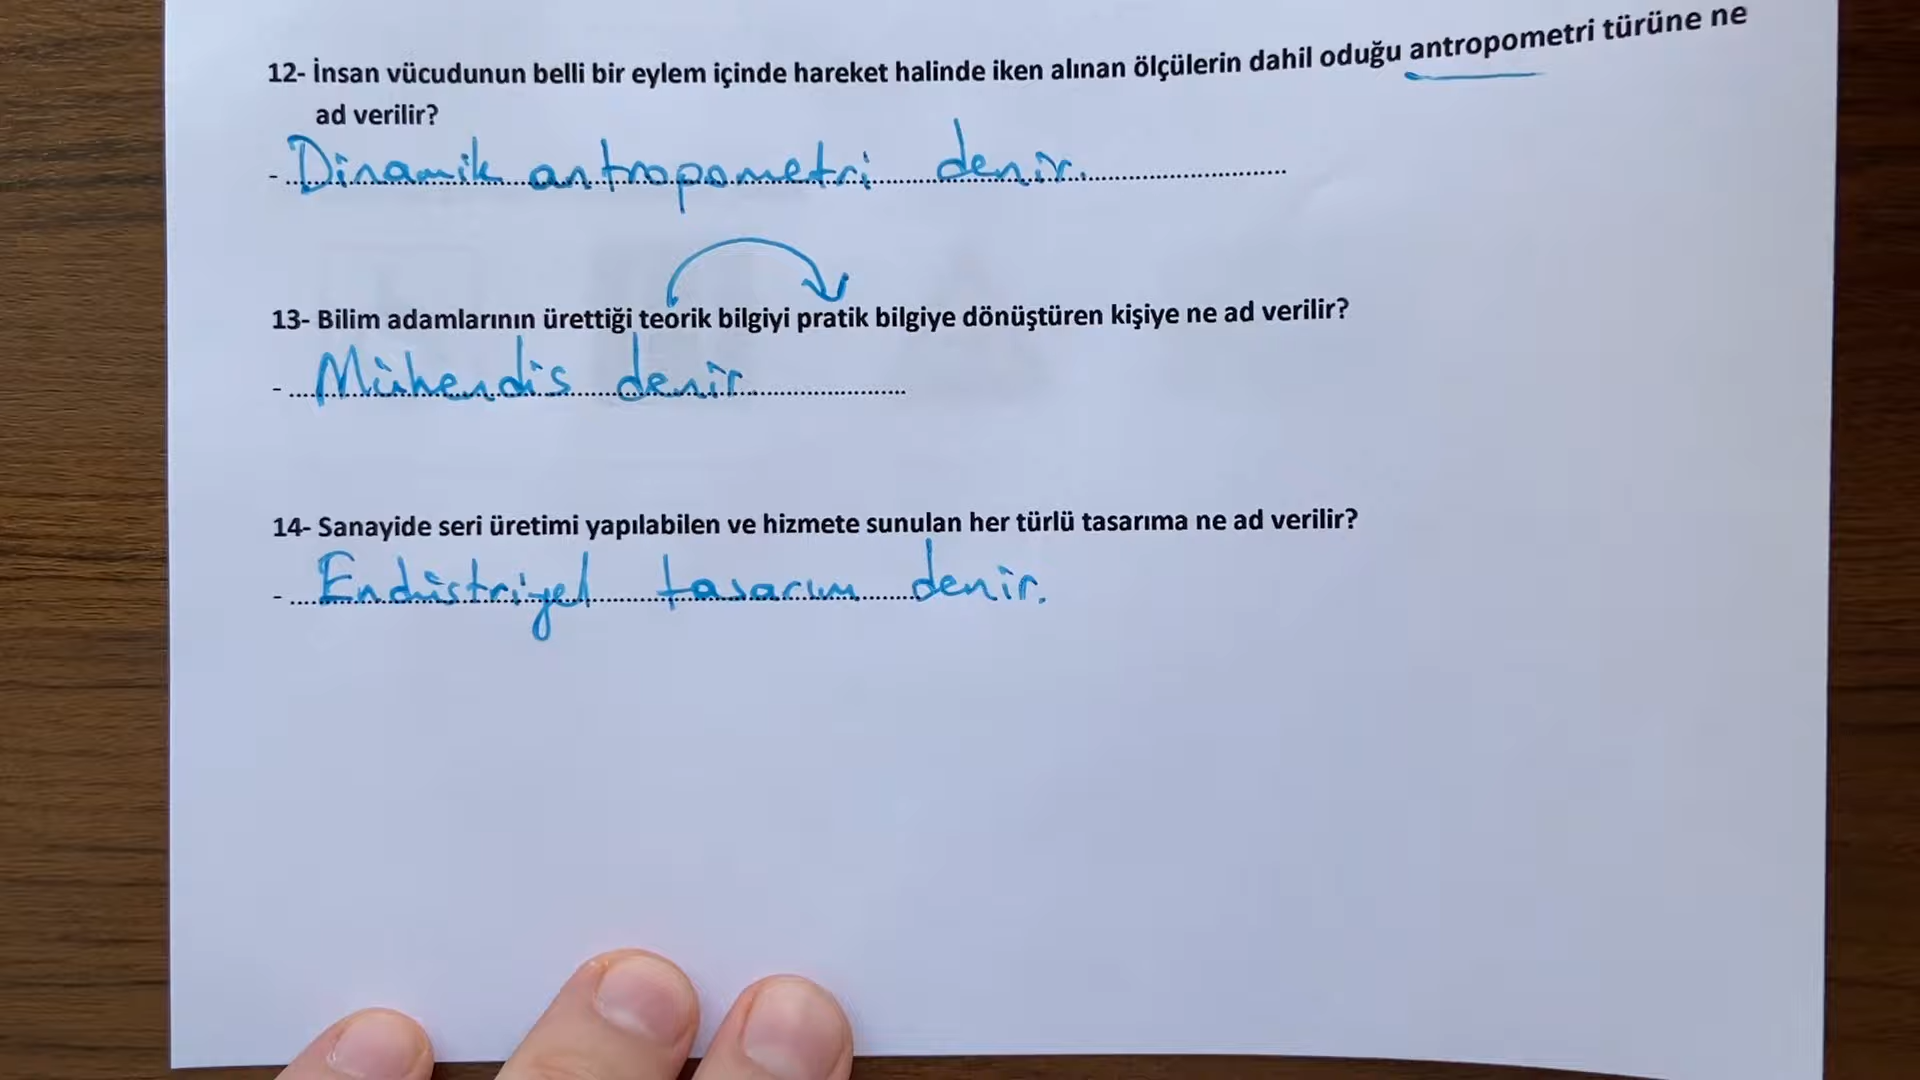 12- İnsan vücudunun belli bir eylem içinde hareket halinde iken alınan ölçülerin dahil oduğu antropometri türüne ne
ad verilir?
- Dinamik antropometri denir.
13- Bilim adamlarının ürettiği teorik bilgiyi pratik bilgiye dönüştüren kişiye ne ad verilir?
- Mühendis denir
14- Sanayide seri üretimi yapılabilen ve hizmete sunulan her türlü tasarıma ne ad verilir?
- Endüstriyel tasarım denir.